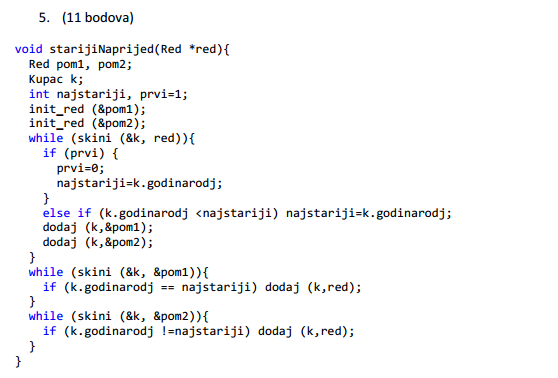 5. (11 bodova)
void starijiNaprijed(Red *red){
Red pom1, pom2;
Kupac k;
int najstariji, prvi=1;
init_red (&pom1);
init_red (&pom2);
while (skini (&k, red)){
if (prvi) {
prvi=0;
najstariji=k.godinarodj;
}
else if (k.godinarodj <najstariji) najstariji=k.godinarodj;
dodaj (k,&pom1);
dodaj (k,&pom2);
}
while (skini (&k, &pom1)){
if (k.godinarodj == najstariji) dodaj (k,red);
}
while (skini (&k, &pom2)){
if (k.godinarodj !=najstariji) dodaj (k,red);
}
}